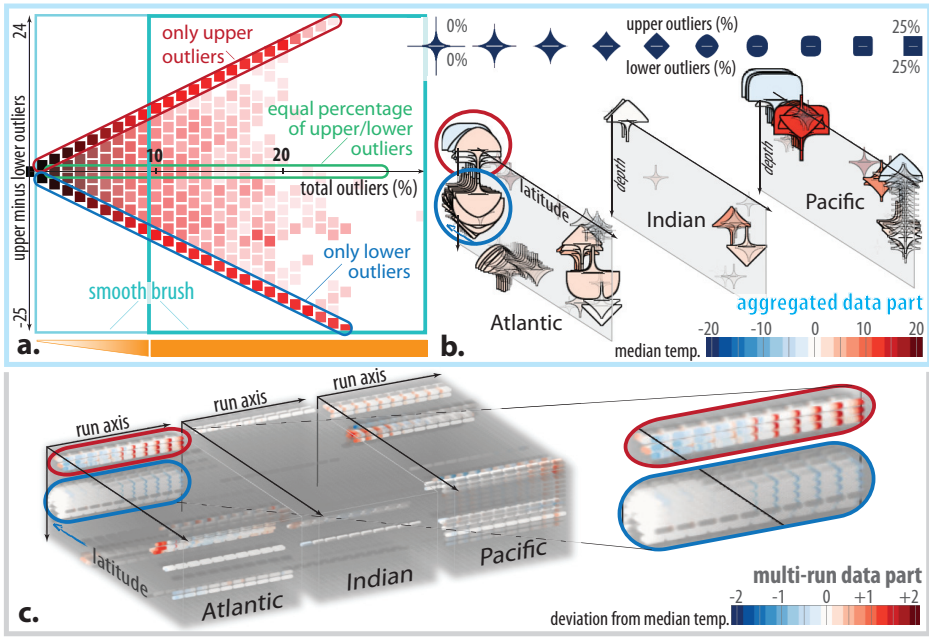 24
upper minus lower outliers
-25
only upper
outliers
equal percentage
of upper/lower
outliers
10
20
total outliers (%)
only lower
outliers
smooth brush
a.
b.
0%
0%
upper outliers (%)
lower outliers (%)
25%
25%
depth
depth
latitude
Atlantic
Indian
Pacific
aggregated data part
median temp.
-20
-10
0
10
20
run axis
run axis
run axis
latitude
Atlantic
Indian
Pacific
c.
multi-run data part
deviation from median temp.
-2
-1
0
+1
+2